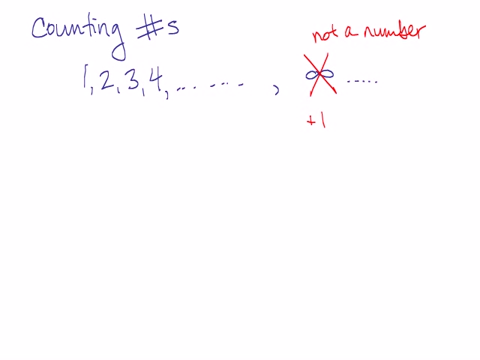 Counting #s
not a number
1, 2, 3, 4, ......... , ∞ .....
+1